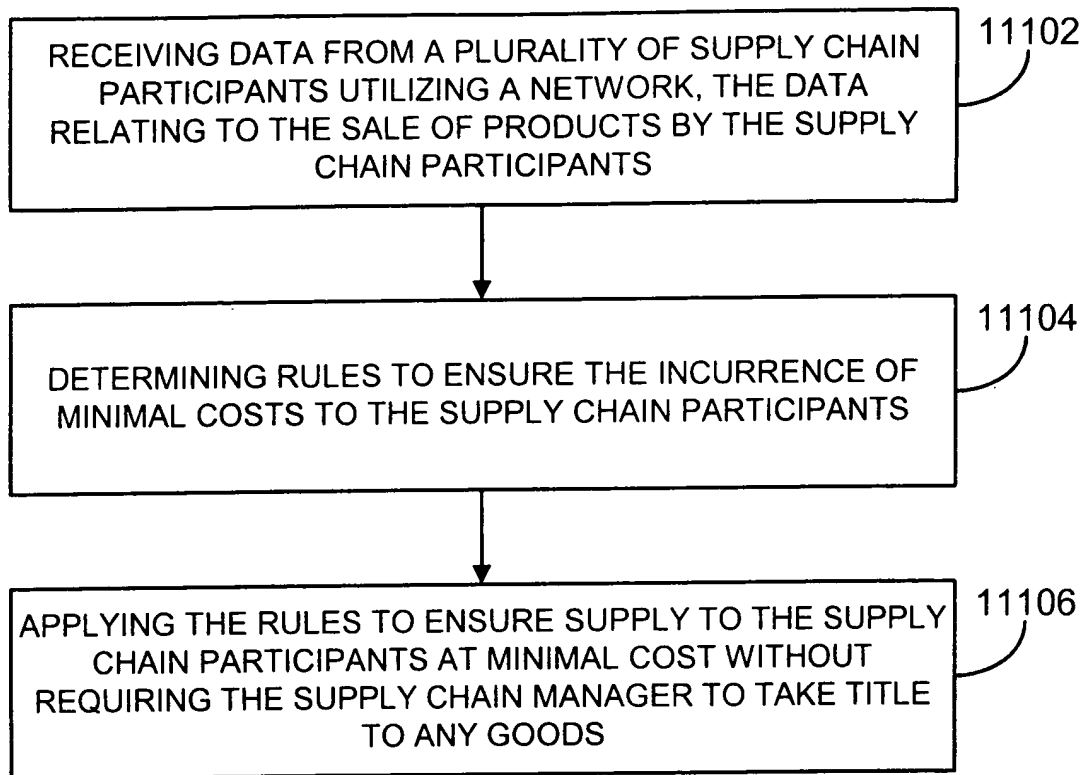 11102
RECEIVING DATA FROM A PLURALITY OF SUPPLY CHAIN
PARTICIPANTS UTILIZING A NETWORK, THE DATA
RELATING TO THE SALE OF PRODUCTS BY THE SUPPLY
CHAIN PARTICIPANTS
11104
DETERMINING RULES TO ENSURE THE INCURRENCE OF
MINIMAL COSTS TO THE SUPPLY CHAIN PARTICIPANTS
11106
APPLYING THE RULES TO ENSURE SUPPLY TO THE SUPPLY
CHAIN PARTICIPANTS AT MINIMAL COST WITHOUT
REQUIRING THE SUPPLY CHAIN MANAGER TO TAKE TITLE
TO ANY GOODS